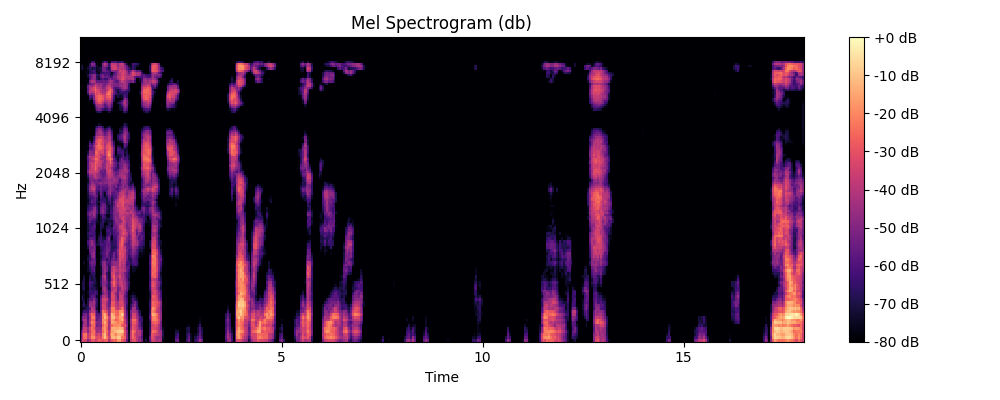 Mel Spectrogram (db)
8192
4096
2048
1024
512
0
Hz
0
5
10
15
Time
+0 dB
-10 dB
-20 dB
-30 dB
-40 dB
-50 dB
-60 dB
-70 dB
-80 dB